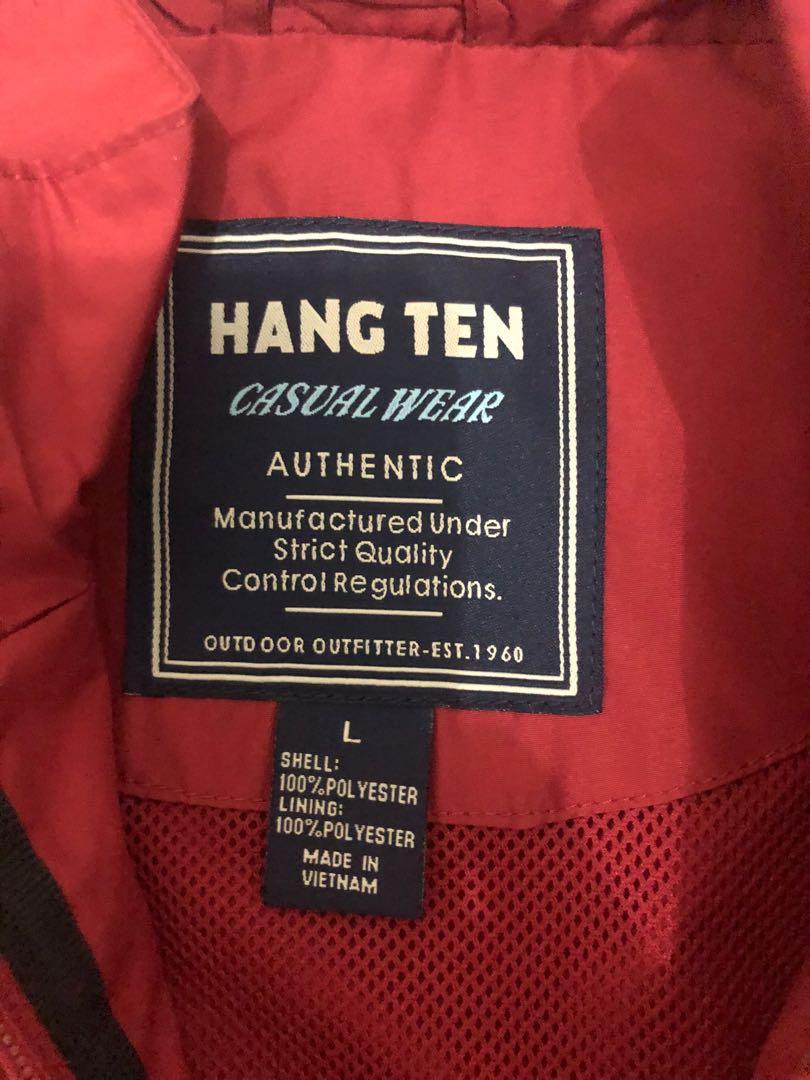 HANG TEN
CASUAL WEAR
AUTHENTIC
Manufactured Under
Strict Quality
Control Regulations.
OUTDOOR OUTFITTER-EST.1960
L
SHELL:
100%POLYESTER
LINING:
100%POLYESTER
MADE IN
VIETNAM